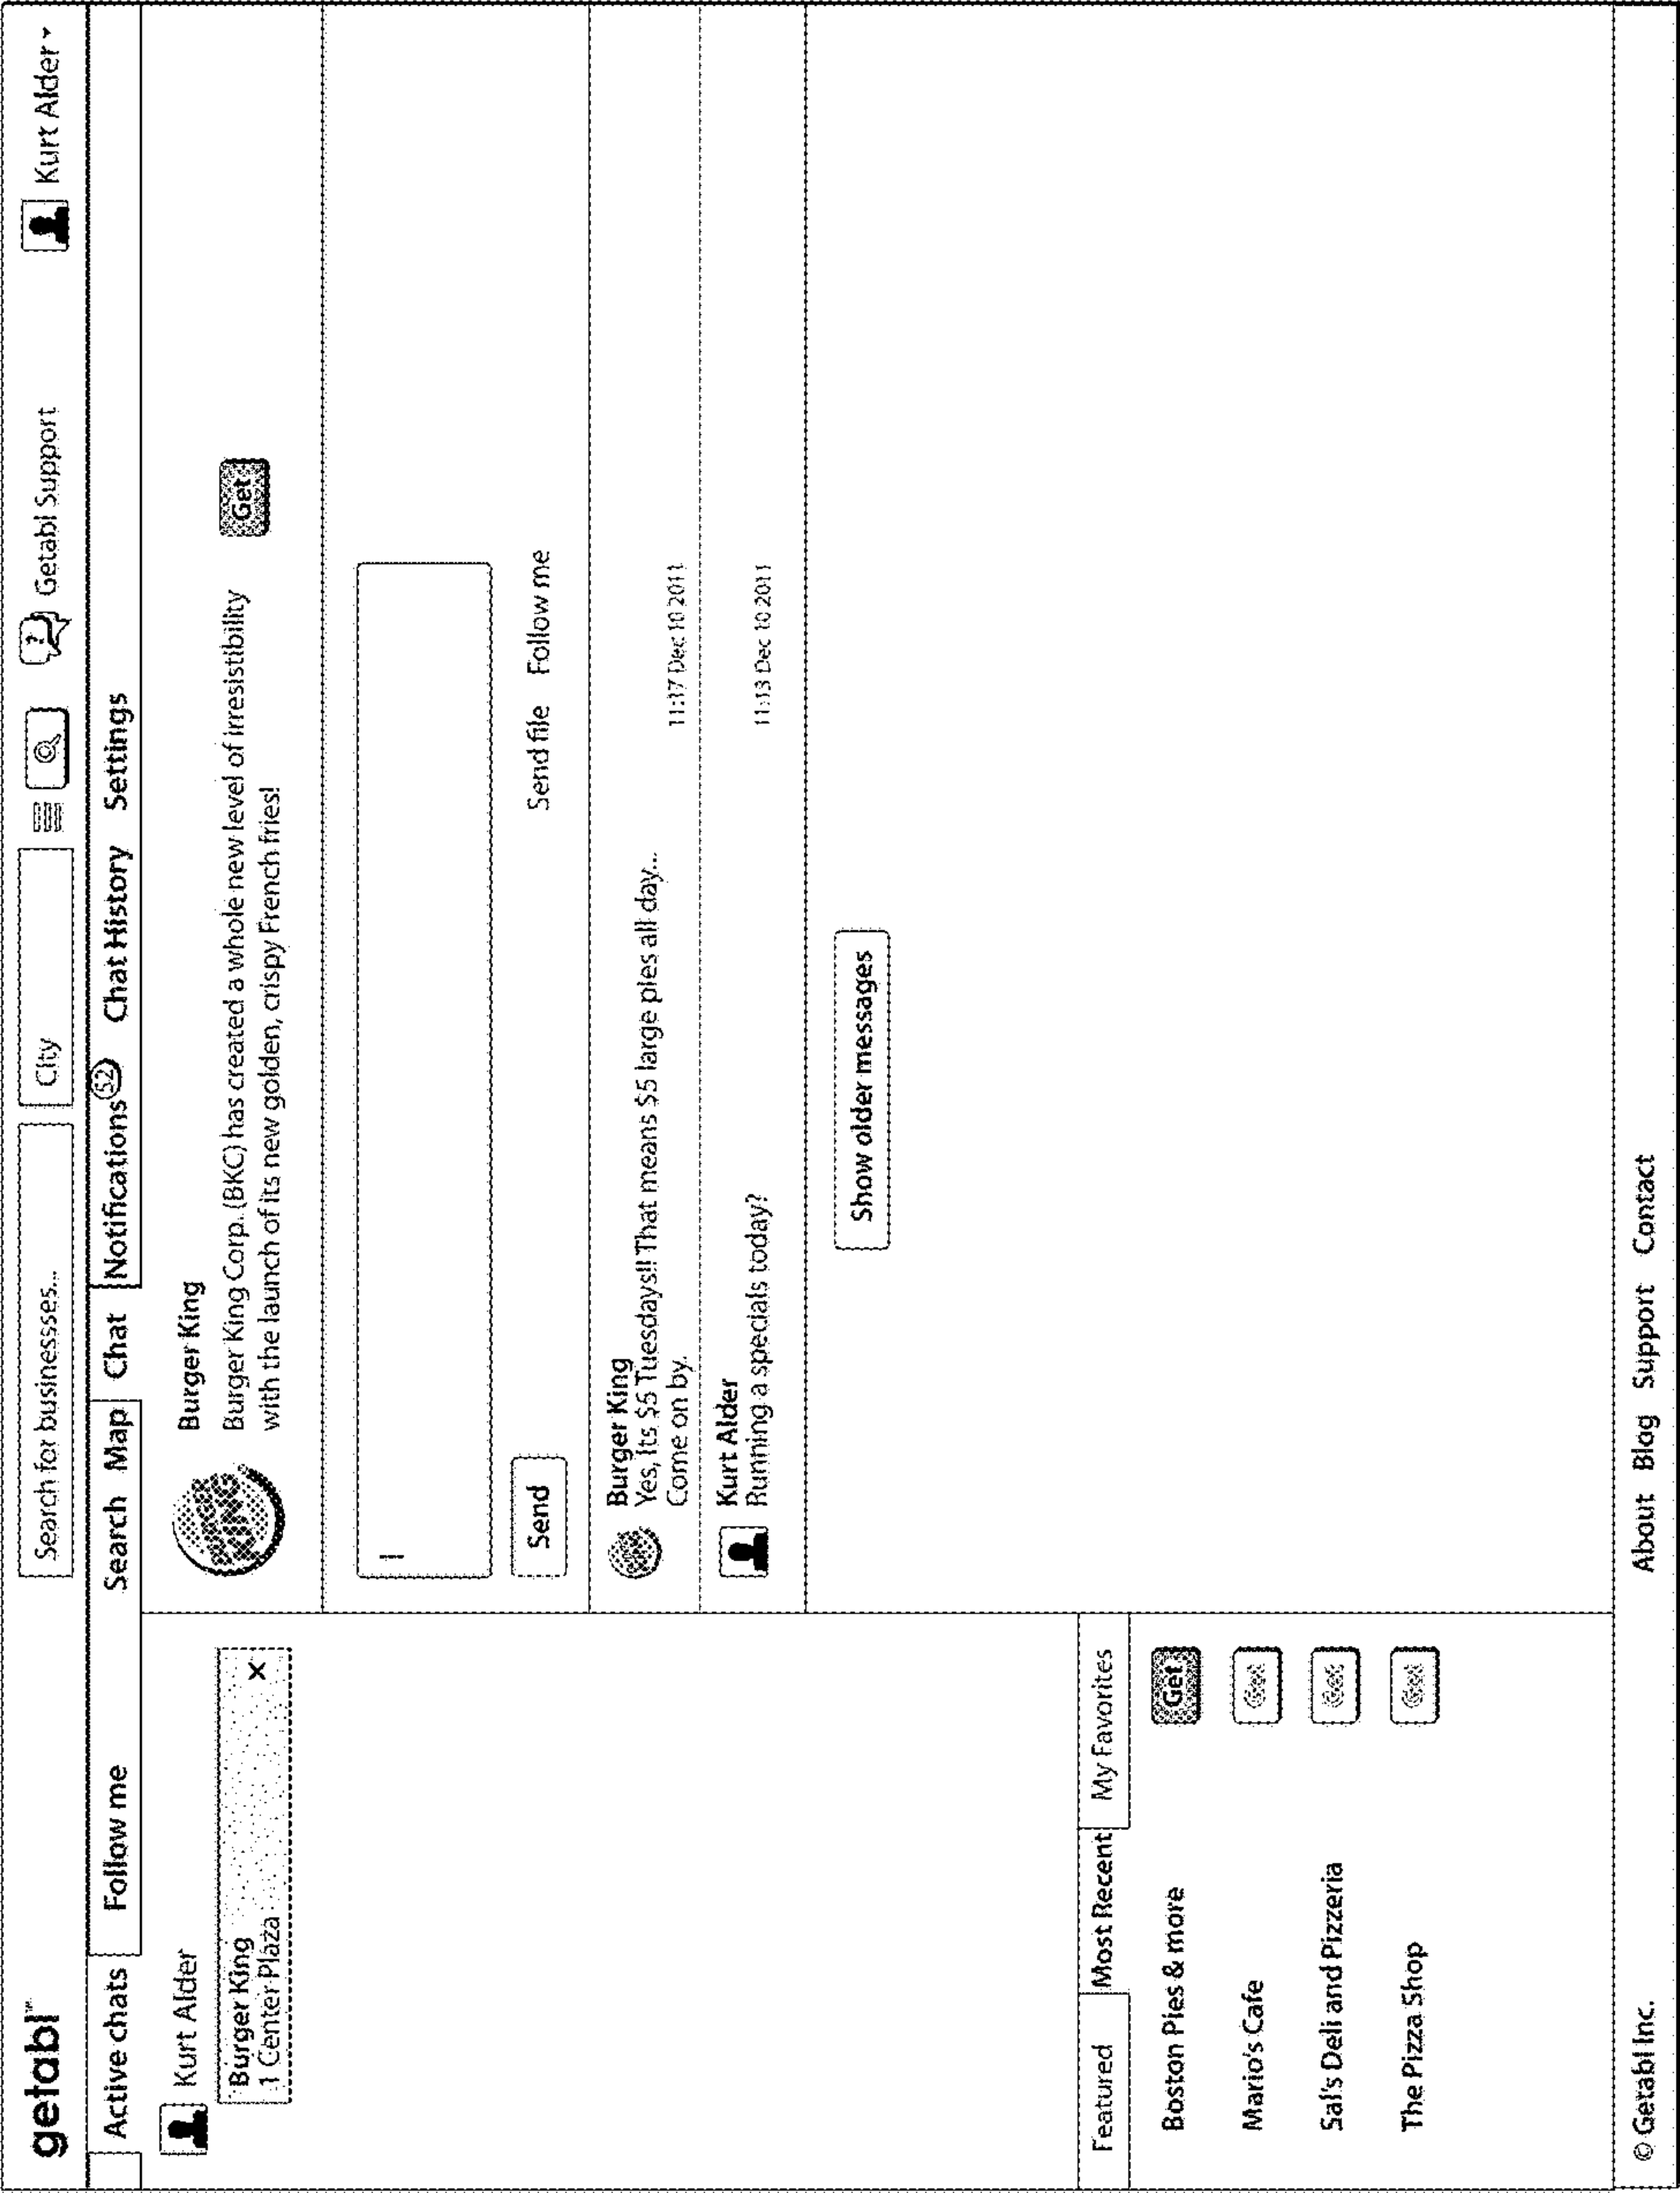 getabl™
Search for businessses...
City
Getabl Support
Kurt Alder
Active chats
Follow me
Search
Map
Chat
Notifications
52
Chat History
Settings
Kurt Alder
Burger King
1 Center Plaza
X
Burger King
Burger King Corp. (BKC) has created a whole new level of irresistibility
with the launch of its new golden, crispy French fries!
Get
Send
Send file
Follow me
Burger King
Yes, Its $5 Tuesdays!! That means $5 large pies all day...
Come on by.
11:17 Dec 10 2011
Kurt Alder
Running a specials today?
11:13 Dec 10 2011
Show older messages
Featured
Most Recent
My Favorites
Boston Pies & more
Get
Mario's Cafe
Get
Sal's Deli and Pizzeria
Get
The Pizza Shop
Get
© Getabl Inc.
About
Blog
Support
Contact